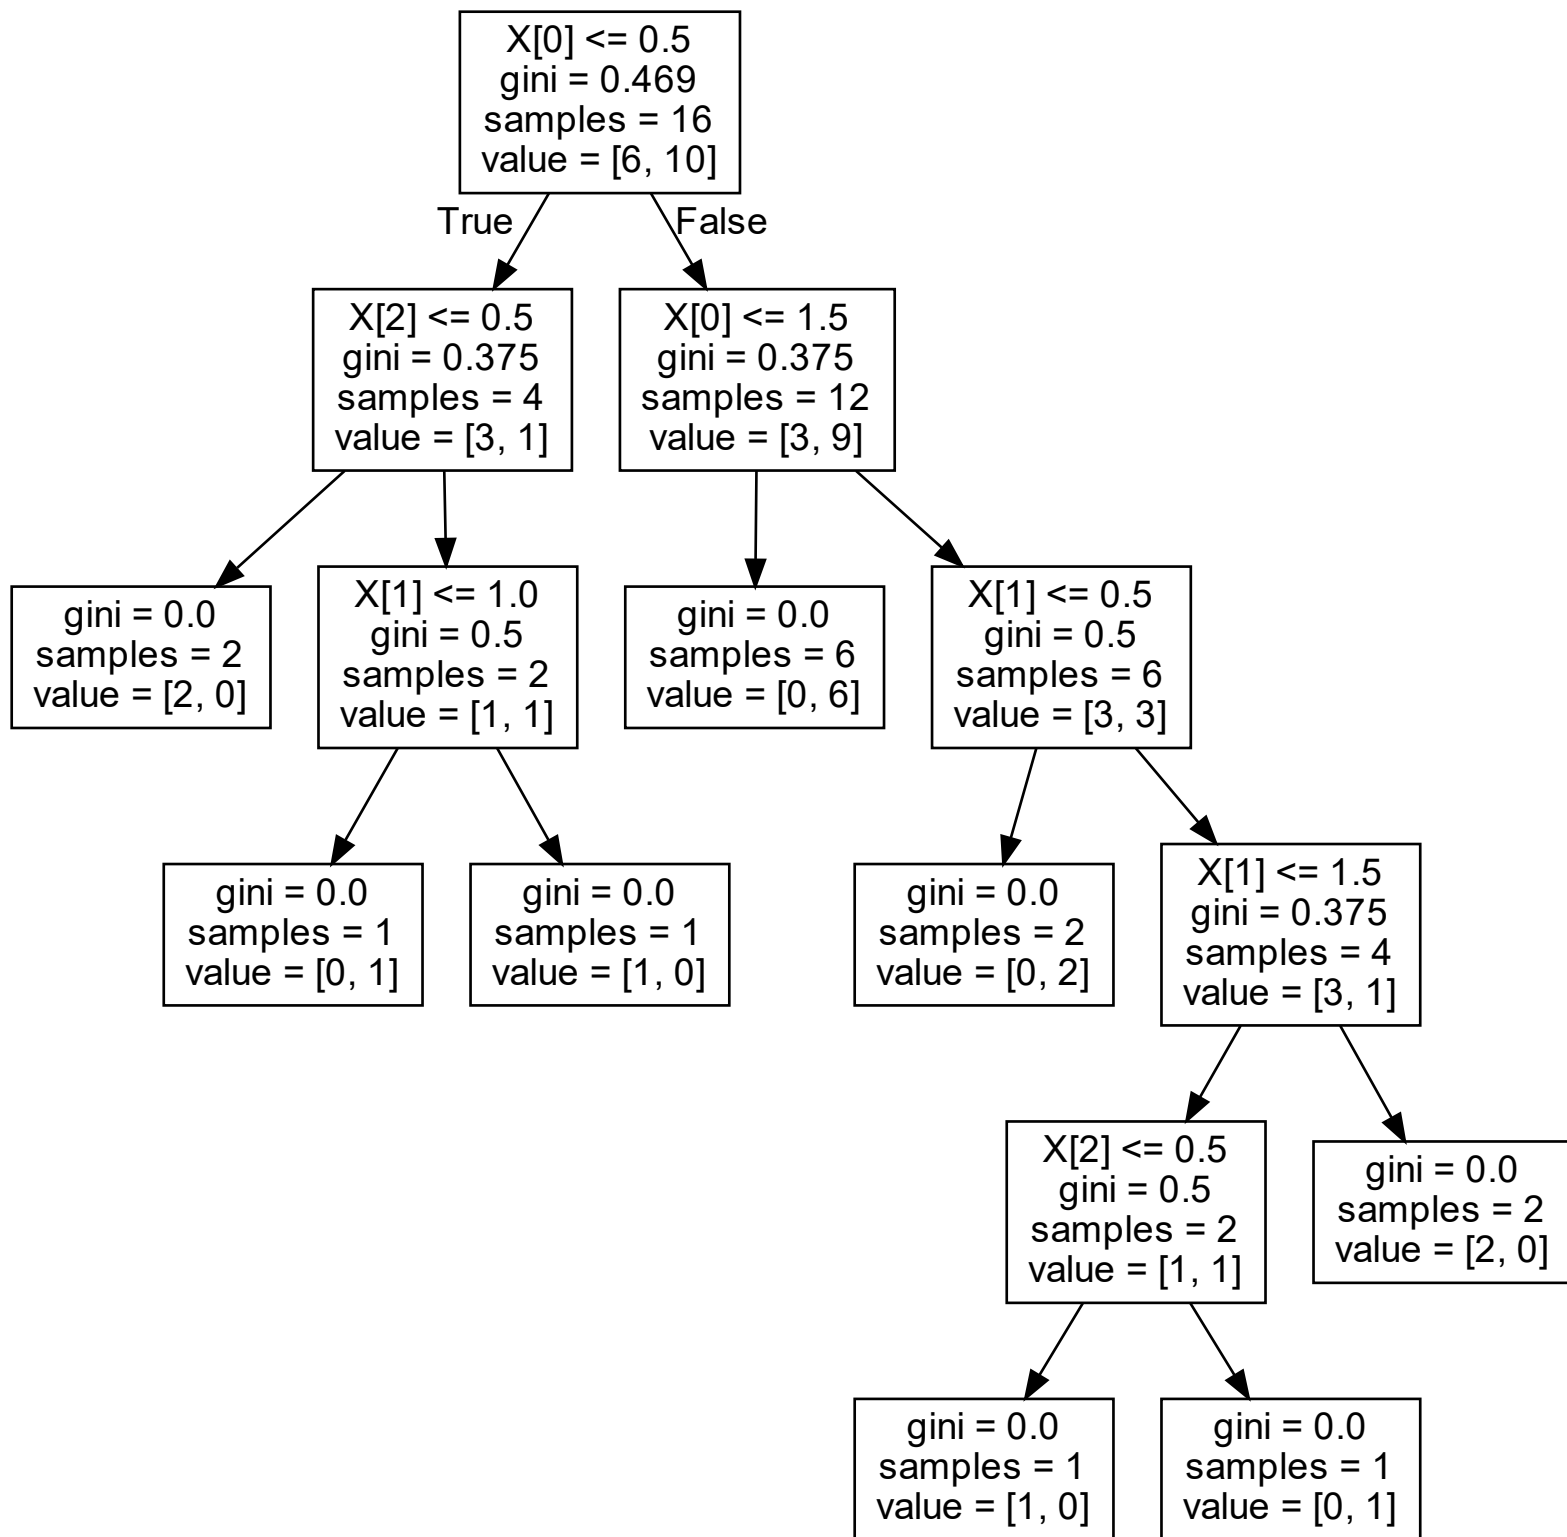 X[0] <= 0.5
gini = 0.469
samples = 16
value = [6, 10]
True
False
X[2] <= 0.5
gini = 0.375
samples = 4
value = [3, 1]
X[0] <= 1.5
gini = 0.375
samples = 12
value = [3, 9]
gini = 0.0
samples = 2
value = [2, 0]
X[1] <= 1.0
gini = 0.5
samples = 2
value = [1, 1]
gini = 0.0
samples = 6
value = [0, 6]
X[1] <= 0.5
gini = 0.5
samples = 6
value = [3, 3]
gini = 0.0
samples = 1
value = [0, 1]
gini = 0.0
samples = 1
value = [1, 0]
gini = 0.0
samples = 2
value = [0, 2]
X[1] <= 1.5
gini = 0.375
samples = 4
value = [3, 1]
X[2] <= 0.5
gini = 0.5
samples = 2
value = [1, 1]
gini = 0.0
samples = 2
value = [2, 0]
gini = 0.0
samples = 1
value = [1, 0]
gini = 0.0
samples = 1
value = [0, 1]